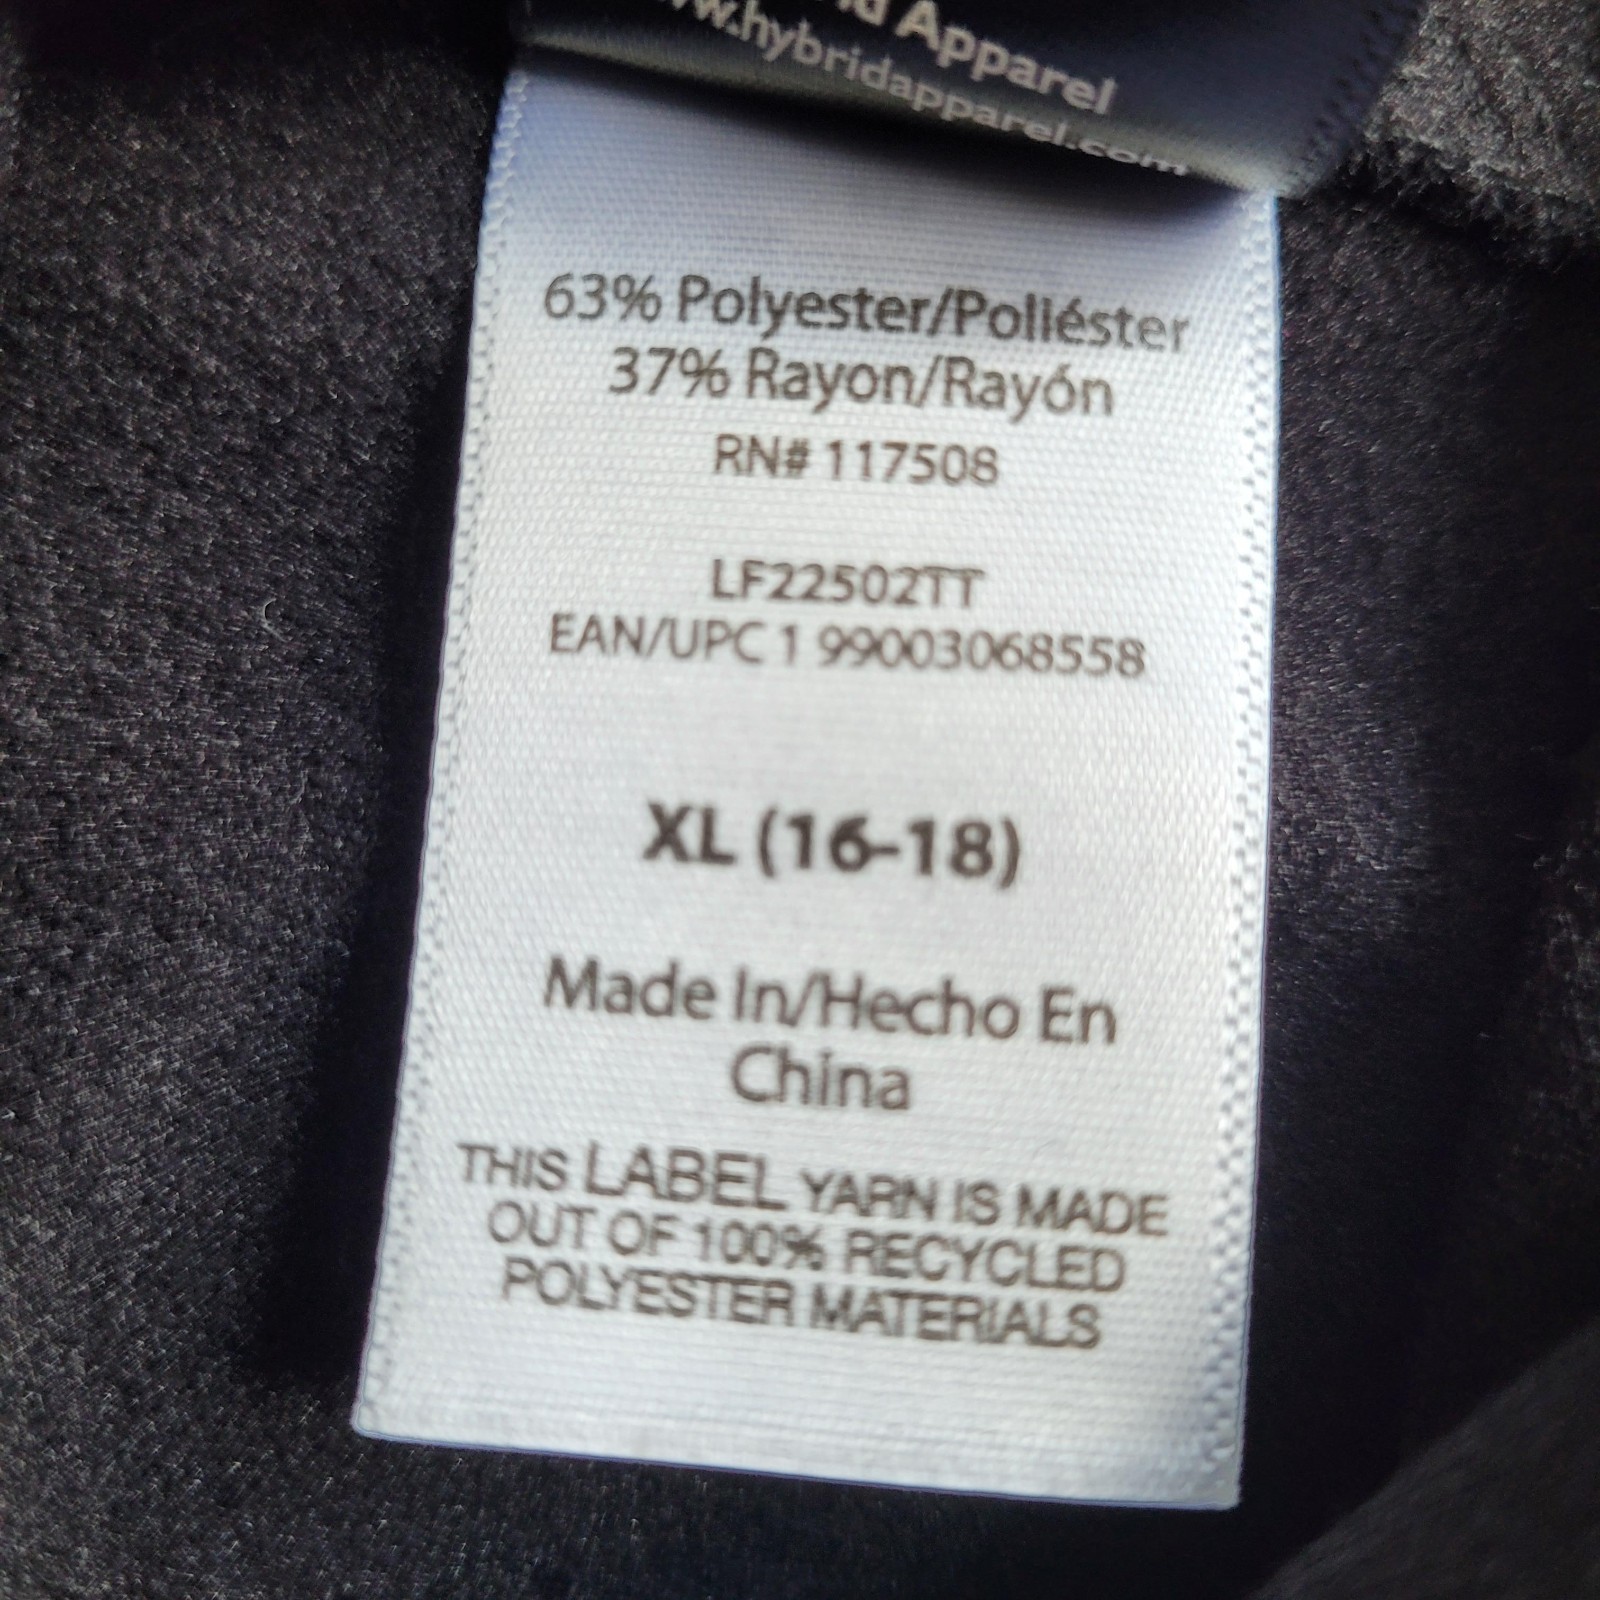 Apparel
www.hybridapparel.com
63% Polyester/Poliéster
37% Rayon/Rayón
RN# 117508
LF22502TT
EAN/UPC 1 99003068558
XL (16-18)
Made In/Hecho En
China
THIS LABEL YARN IS MADE
OUT OF 100% RECYCLED
POLYESTER MATERIALS